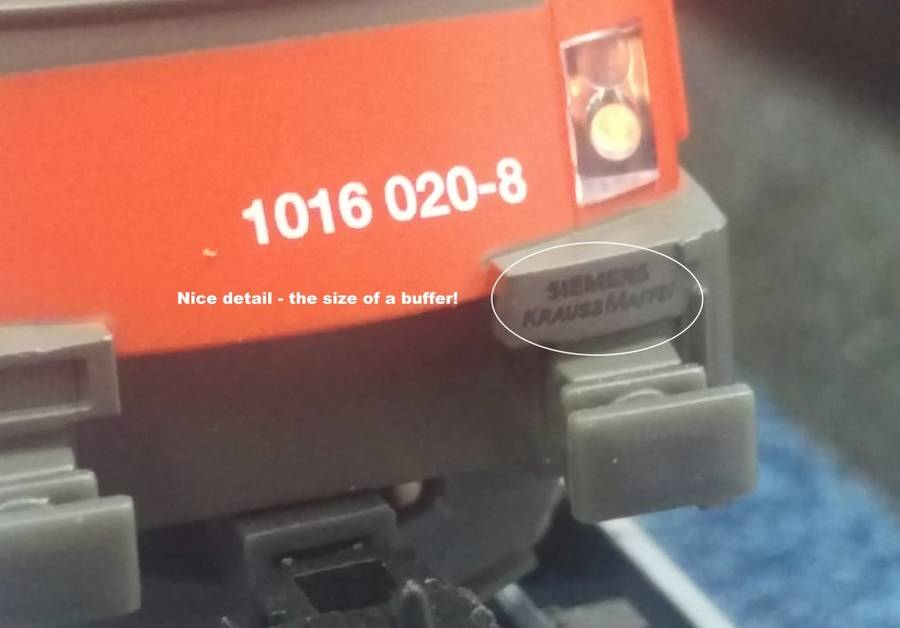 1016 020-8
Nice detail - the size of a buffer!
SIEMENS
KRAUSS MAFFEI